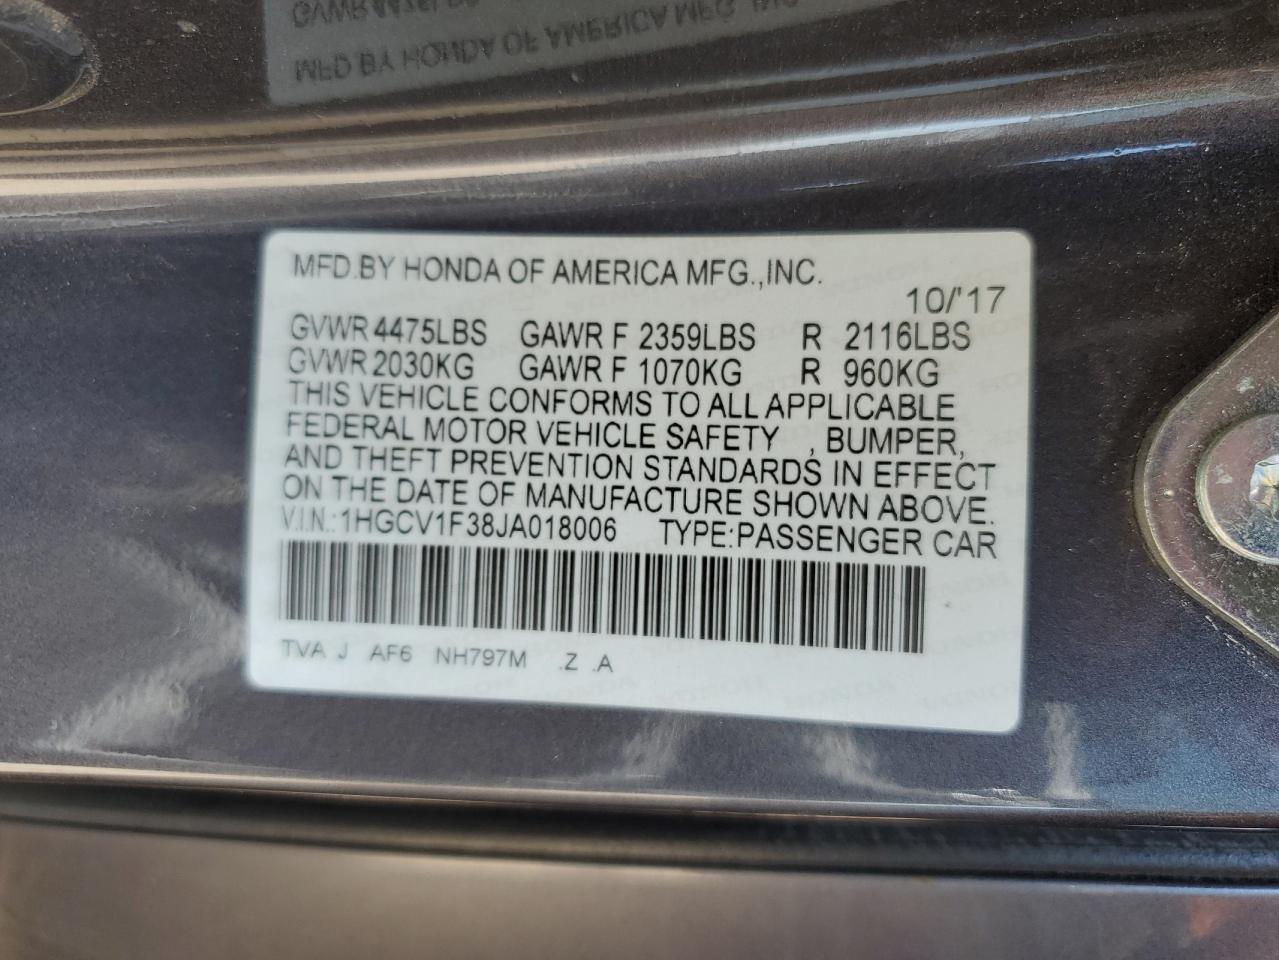 MFD.BY HONDA OF AMERICA MFG.,INC.
10/'17
GVWR 4475LBS GAWR F 2359LBS R 2116LBS
GVWR 2030KG GAWR F 1070KG R 960KG
THIS VEHICLE CONFORMS TO ALL APPLICABLE
FEDERAL MOTOR VEHICLE SAFETY , BUMPER,
AND THEFT PREVENTION STANDARDS IN EFFECT
ON THE DATE OF MANUFACTURE SHOWN ABOVE.
V.I.N.:1HGCV1F38JA018006 TYPE:PASSENGER CAR
TVA J AF6 NH797M .Z .A